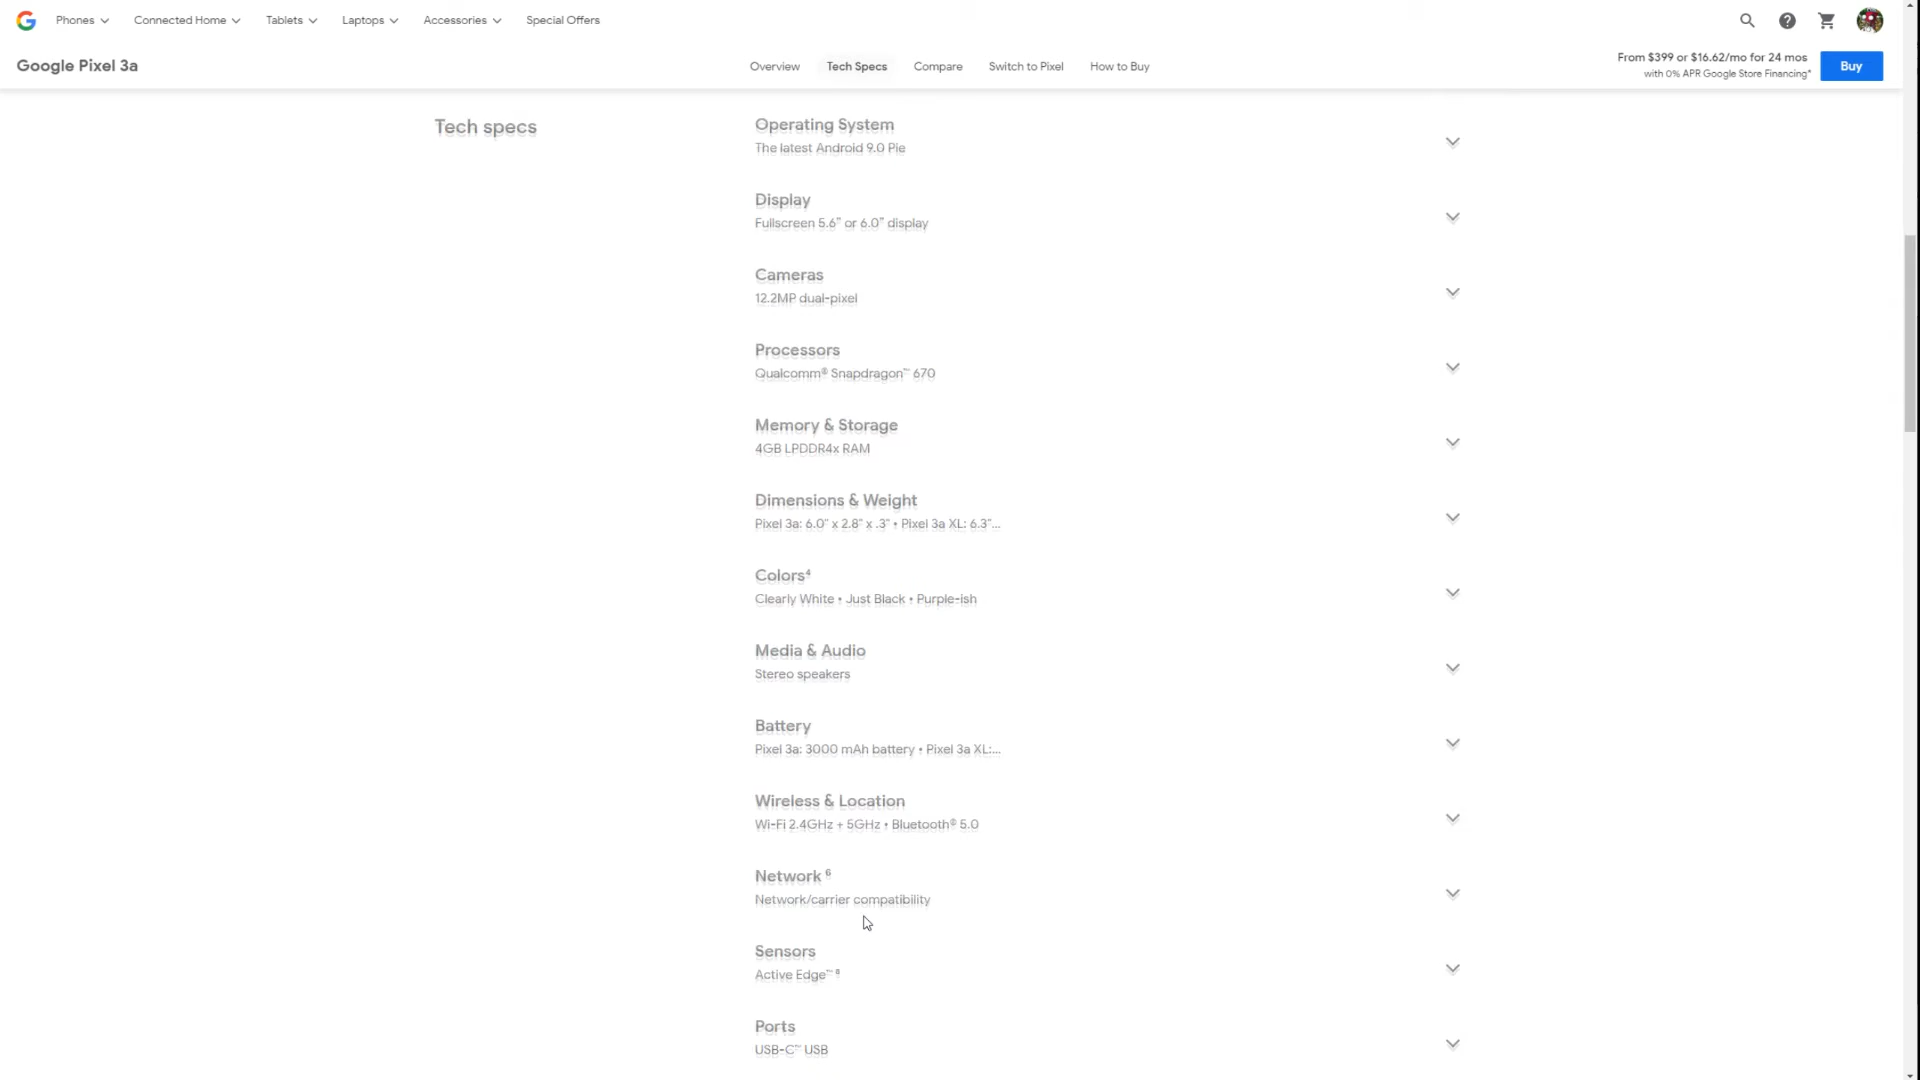 Phones
Connected Home
Tablets
Laptops
Accessories
Special Offers
Google Pixel 3a
Overview
Tech Specs
Compare
Switch to Pixel
How to Buy
From $399 or $16.62/mo for 24 mos
with 0% APR Google Store Financing*
Buy
Tech specs
Operating System
The latest Android 9.0 Pie
Display
Fullscreen 5.6" or 6.0" display
Cameras
12.2MP dual-pixel
Processors
Qualcomm® Snapdragon™ 670
Memory & Storage
4GB LPDDR4x RAM
Dimensions & Weight
Pixel 3a: 6.0" x 2.8" x .3" • Pixel 3a XL: 6.3"...
Colors⁴
Clearly White • Just Black • Purple-ish
Media & Audio
Stereo speakers
Battery
Pixel 3a: 3000 mAh battery • Pixel 3a XL:...
Wireless & Location
Wi-Fi 2.4GHz + 5GHz • Bluetooth® 5.0
Network ⁶
Network/carrier compatibility
Sensors
Active Edge™ ⁸
Ports
USB-C™ USB